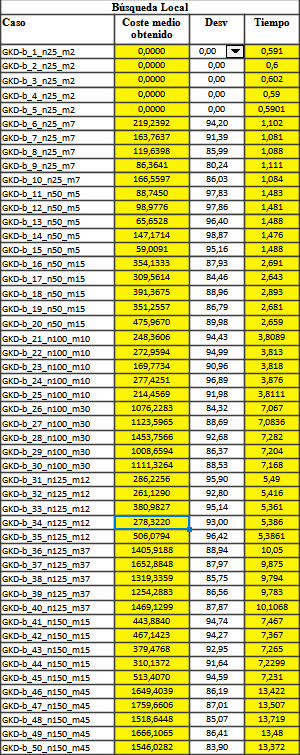 Búsqueda Local
Caso Coste medio obtenido Desv Tiempo
GKD-b_1_n25_m2 0,0000 0,00 0,591
GKD-b_2_n25_m2 0,0000 0,00 0,6
GKD-b_3_n25_m2 0,0000 0,00 0,602
GKD-b_4_n25_m2 0,0000 0,00 0,59
GKD-b_5_n25_m2 0,0000 0,00 0,5901
GKD-b_6_n25_m7 219,2392 94,20 1,102
GKD-b_7_n25_m7 163,7637 91,39 1,081
GKD-b_8_n25_m7 119,6398 85,99 1,088
GKD-b_9_n25_m7 86,3641 80,24 1,111
GKD-b_10_n25_m7 166,5597 86,03 1,084
GKD-b_11_n50_m5 88,7450 97,83 1,483
GKD-b_12_n50_m5 98,9776 97,86 1,481
GKD-b_13_n50_m5 65,6528 96,40 1,488
GKD-b_14_n50_m5 147,1714 98,87 1,476
GKD-b_15_n50_m5 59,0091 95,16 1,488
GKD-b_16_n50_m15 354,1333 87,93 2,691
GKD-b_17_n50_m15 309,5614 84,46 2,643
GKD-b_18_n50_m15 391,3675 88,96 2,893
GKD-b_19_n50_m15 351,2557 86,79 2,681
GKD-b_20_n50_m15 475,9670 89,98 2,659
GKD-b_21_n100_m10 248,3606 94,43 3,8089
GKD-b_22_n100_m10 272,9594 94,99 3,813
GKD-b_23_n100_m10 169,7734 90,96 3,818
GKD-b_24_n100_m10 277,4251 96,89 3,876
GKD-b_25_n100_m10 214,4569 91,98 3,8111
GKD-b_26_n100_m30 1076,2283 84,32 7,067
GKD-b_27_n100_m30 1123,5965 88,69 7,0836
GKD-b_28_n100_m30 1453,7566 92,68 7,282
GKD-b_29_n100_m30 1008,6594 86,37 7,204
GKD-b_30_n100_m30 1111,3264 88,53 7,168
GKD-b_31_n125_m12 286,2256 95,90 5,49
GKD-b_32_n125_m12 261,1290 92,80 5,416
GKD-b_33_n125_m12 380,9827 95,14 5,361
GKD-b_34_n125_m12 278,3220 93,00 5,386
GKD-b_35_n125_m12 506,0794 96,42 5,3861
GKD-b_36_n125_m37 1405,9188 88,94 10,05
GKD-b_37_n125_m37 1652,8848 87,97 9,875
GKD-b_38_n125_m37 1319,3359 85,75 9,794
GKD-b_39_n125_m37 1254,2883 86,56 9,783
GKD-b_40_n125_m37 1469,1299 87,87 10,1068
GKD-b_41_n150_m15 443,8840 94,74 7,467
GKD-b_42_n150_m15 467,1423 94,27 7,367
GKD-b_43_n150_m15 379,4768 92,95 7,265
GKD-b_44_n150_m15 310,1372 91,64 7,2299
GKD-b_45_n150_m15 513,4070 94,59 7,231
GKD-b_46_n150_m45 1649,4039 86,19 13,422
GKD-b_47_n150_m45 1759,6606 87,01 13,507
GKD-b_48_n150_m45 1518,6448 85,07 13,719
GKD-b_49_n150_m45 1666,1065 86,41 13,48
GKD-b_50_n150_m45 1546,0282 83,90 13,372